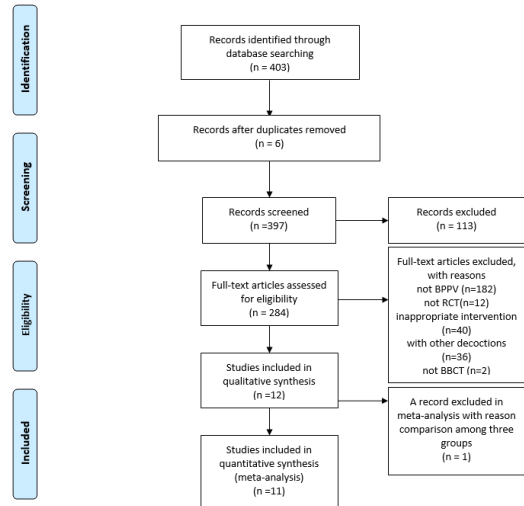 Identification
Records identified through
database searching
(n = 403)
Records after duplicates removed
(n = 6)
Screening
Records screened
(n =397)
Records excluded
(n = 113)
Eligibility
Full-text articles assessed
for eligibility
(n = 284)
Full-text articles excluded,
with reasons
not BPPV (n=182)
not RCT(n=12)
inappropriate intervention
(n=40)
with other decoctions
(n=36)
not BBCT(n=2)
Studies included in
qualitative synthesis
(n =12)
Included
A record excluded in
meta-analysis with reason
comparison among three
groups
(n = 1)
Studies included in
quantitative synthesis
(meta-analysis)
(n =11)